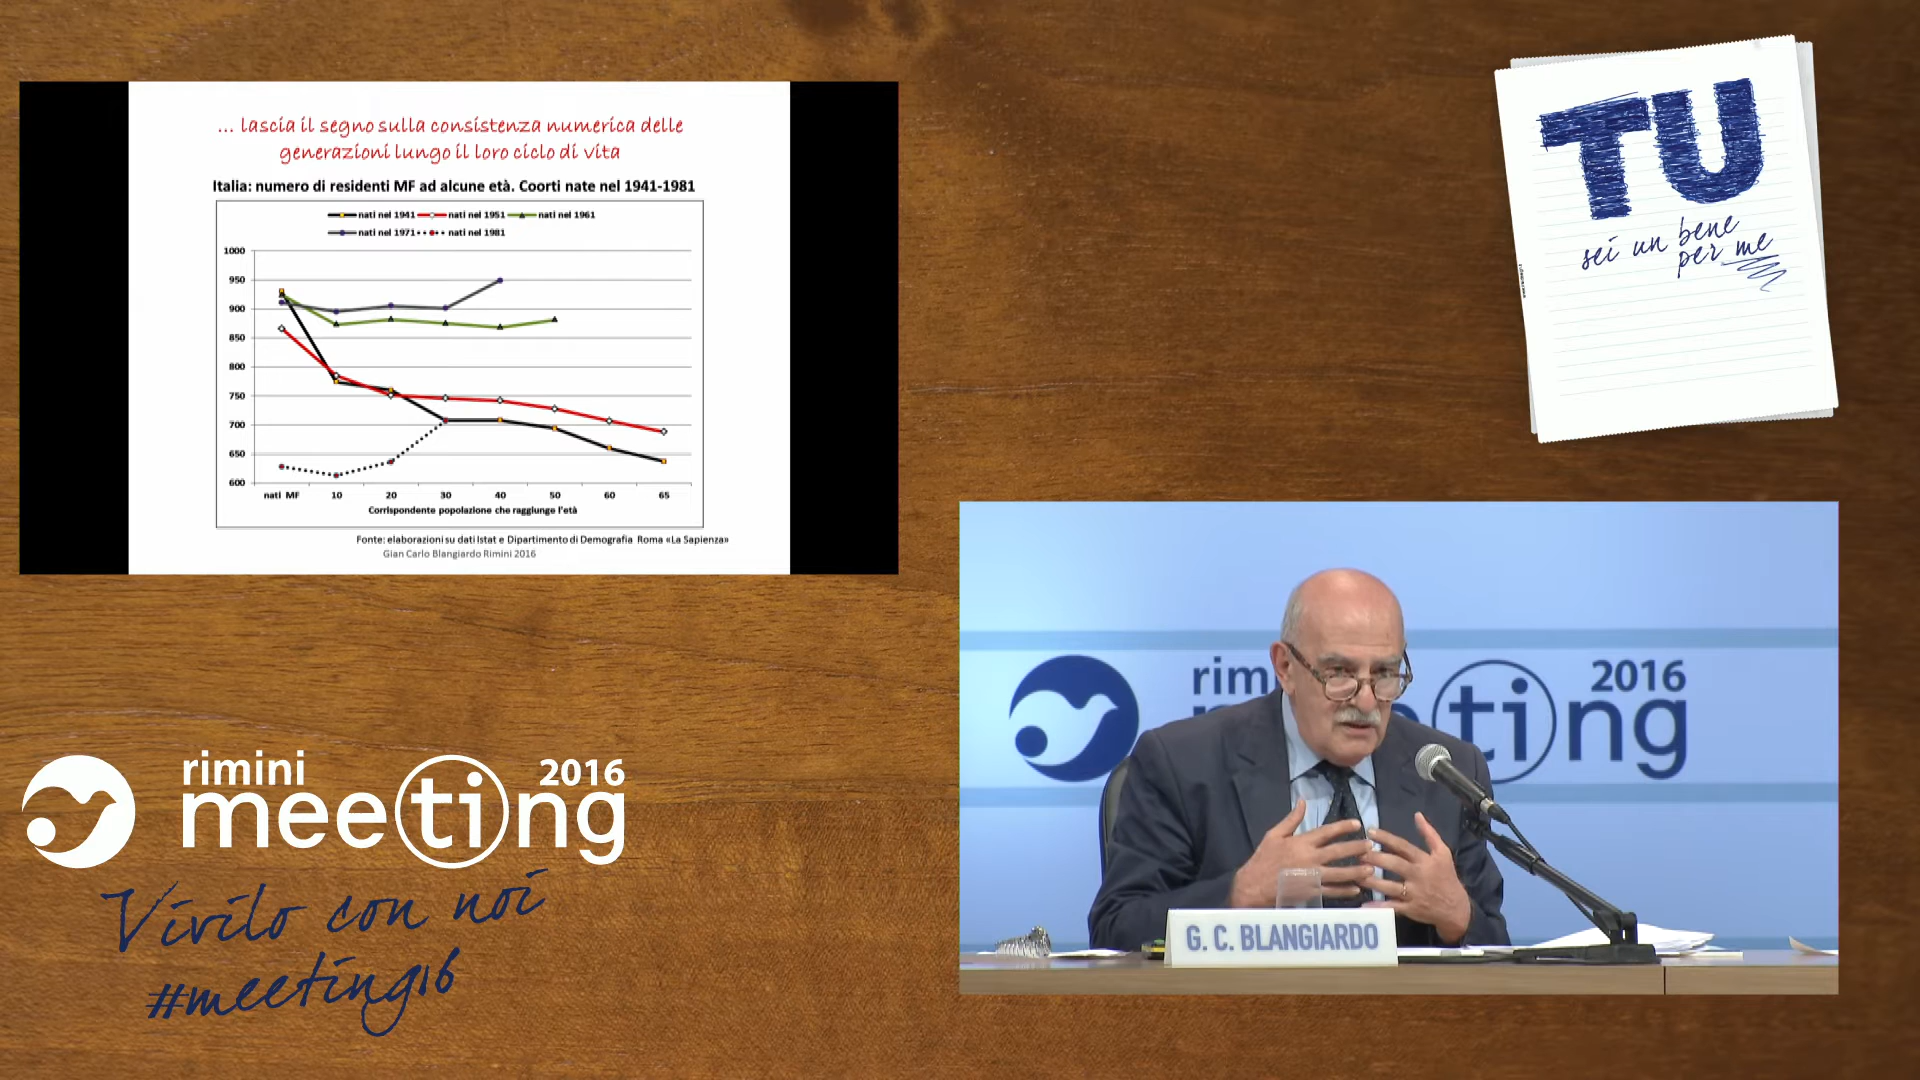 ... lascia il segno sulla consistenza numerica delle
generazioni lungo il loro ciclo di vita
Italia: numero di residenti MF ad alcune età. Coorti nate nel 1941-1981
nati nel 1941 nati nel 1951 nati nel 1961
nati nel 1971 nati nel 1981
1000
950
900
850
800
750
700
650
600
nati MF 10 20 30 40 50 60 65
Corrispondente popolazione che raggiunge l'età
Fonte: elaborazioni su dati Istat e Dipartimento di Demografia Roma «La Sapienza»
Gian Carlo Blangiardo Rimini 2016
TU
sei un bene
per me
rimini 2016
meeting
Vivilo con noi
#meeting16
rim 2016
ting
G. C. BLANGIARDO